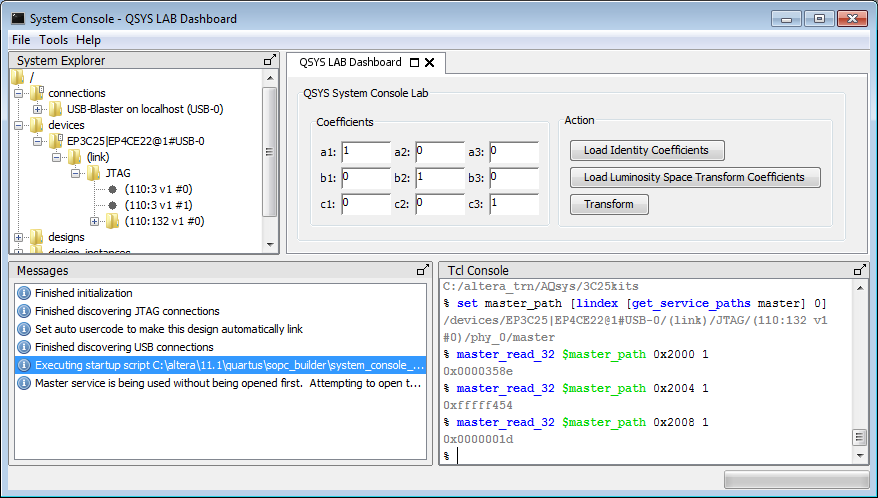 System Console - QSYS LAB Dashboard
File Tools Help
System Explorer
/
connections
USB-Blaster on localhost (USB-0)
devices
EP3C25|EP4CE22@1#USB-0
(link)
JTAG
(110:3 v1 #0)
(110:3 v1 #1)
(110:132 v1 #0)
designs
design_instances
QSYS LAB Dashboard
QSYS System Console Lab
Coefficients
a1: 1 a2: 0 a3: 0
b1: 0 b2: 1 b3: 0
c1: 0 c2: 0 c3: 1
Action
Load Identity Coefficients
Load Luminosity Space Transform Coefficients
Transform
Messages
Finished initialization
Finished discovering JTAG connections
Set auto usercode to make this design automatically link
Finished discovering USB connections
Executing startup script C:\altera\11.1\quartus\sopc_builder\system_console_...
Master service is being used without being opened first. Attempting to open t...
Tcl Console
C:/altera_trn/AQsys/3C25kits
% set master_path [lindex [get_service_paths master] 0]
/devices/EP3C25|EP4CE22@1#USB-0/(link)/JTAG/(110:132 v1
#0)/phy_0/master
% master_read_32 $master_path 0x2000 1
0x0000358e
% master_read_32 $master_path 0x2004 1
0xfffff454
% master_read_32 $master_path 0x2008 1
0x0000001d
%